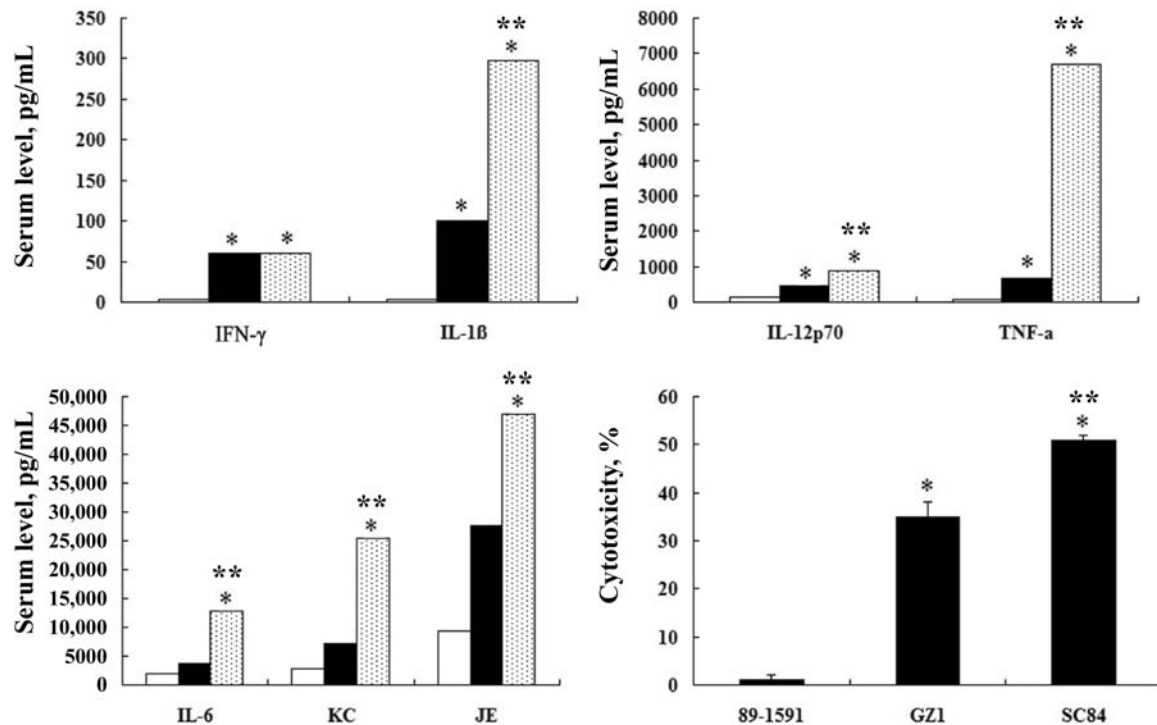 Serum level, pg/mL
350
300
250
200
150
100
50
0
* * * ** *
IFN-γ IL-1ß
Serum level, pg/mL
8000
7000
6000
5000
4000
3000
2000
1000
0
* ** * * ** *
IL-12p70 TNF-a
Serum level, pg/mL
50,000
45,000
40,000
35,000
30,000
25,000
20,000
15,000
10,000
5000
0
** * ** * ** *
IL-6 KC JE
Cytotoxicity, %
60
50
40
30
20
10
0
* ** *
89-1591 GZ1 SC84